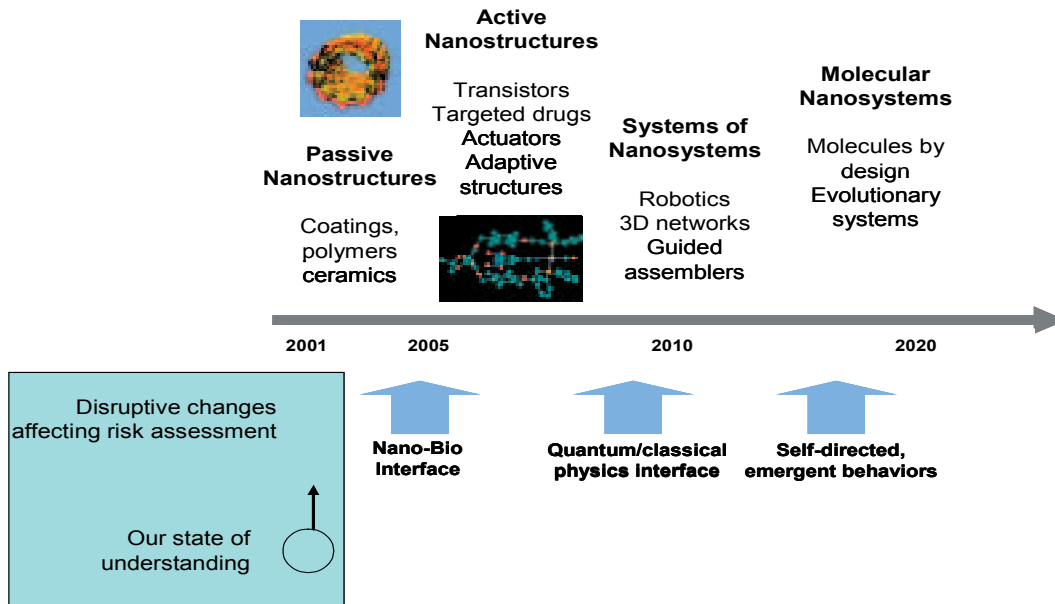 Active
Nanostructures
Transistors
Targeted drugs
Actuators
Adaptive
structures
Passive
Nanostructures
Coatings,
polymers
ceramics
Systems of
Nanosystems
Robotics
3D networks
Guided
assemblers
Molecular
Nanosystems
Molecules by
design
Evolutionary
systems
2001
2005
2010
2020
Disruptive changes
affecting risk assessment
Nano-Bio
Interface
Quantum/classical
physics interface
Self-directed,
emergent behaviors
Our state of
understanding